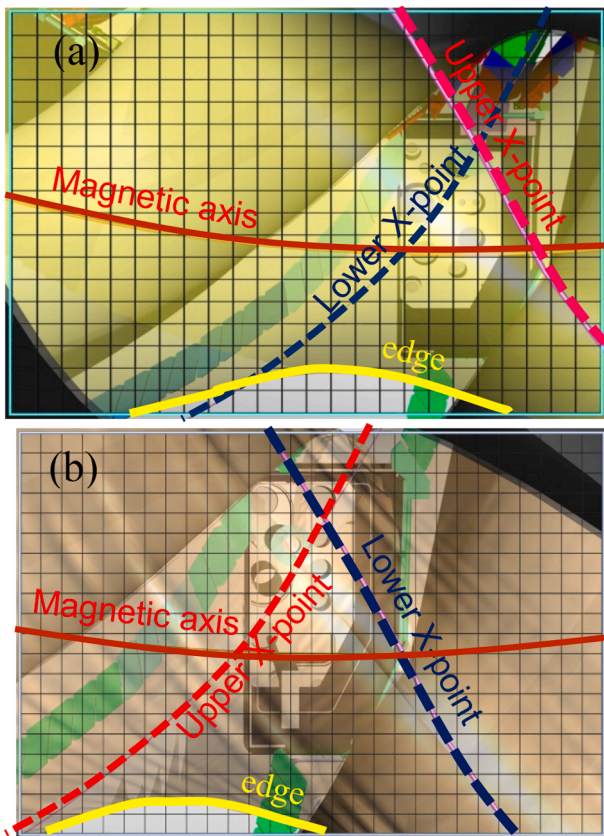 (a)
Upper X-point
Magnetic axis
Lower X-point
edge
(b)
Lower X-point
Magnetic axis
Upper X-point
edge